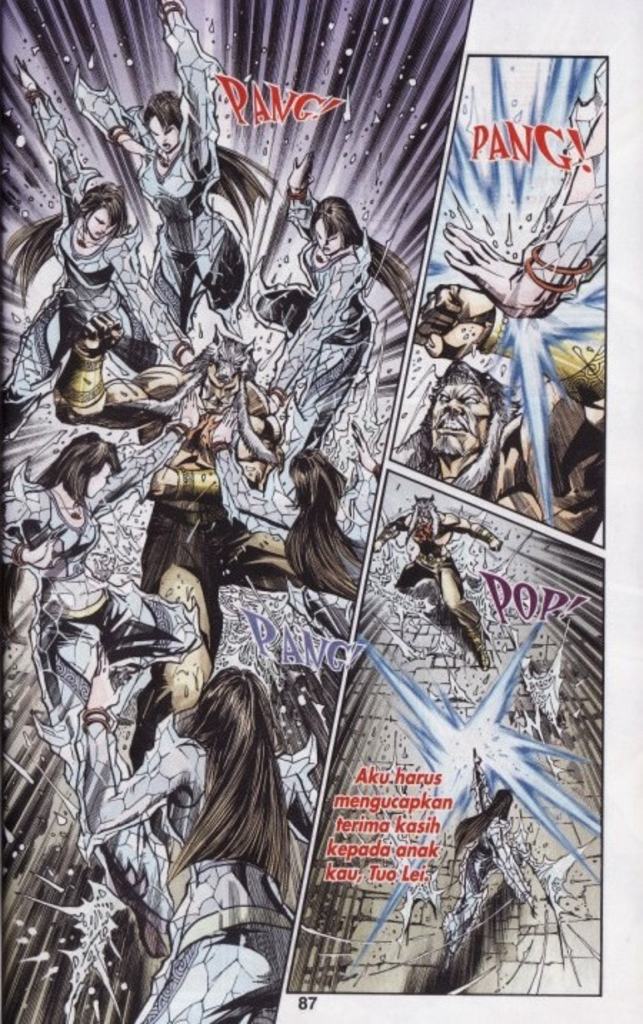 PANG!
PANG!
PANG!
POP!
Aku harus
mengucapkan
terima kasih
kepada anak
kau, Tuo Lei.
87